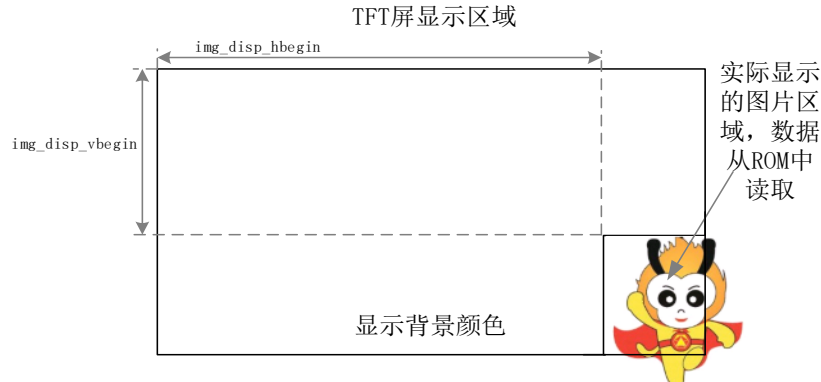 TFT屏显示区域
img_disp_hbegin
实际显示
的图片区
域，数据
从ROM中
读取
img_disp_vbegin
显示背景颜色